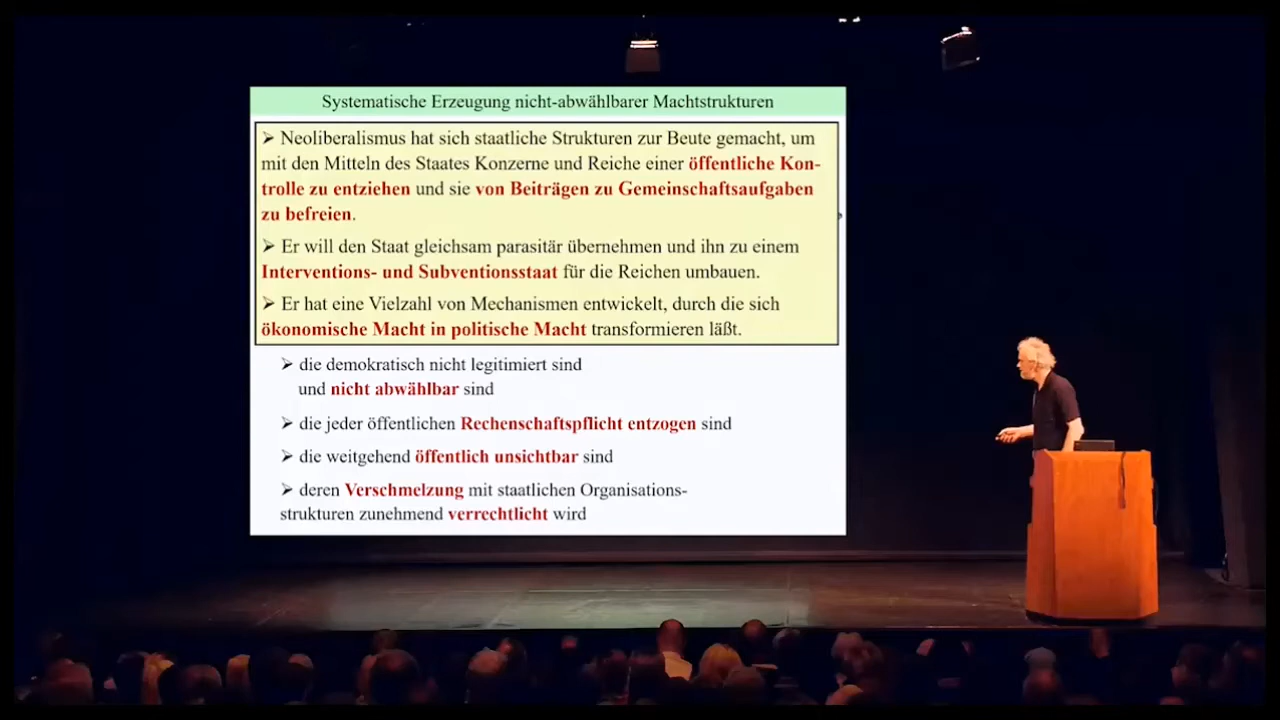 Systematische Erzeugung nicht-abwählbarer Machtstrukturen
➤ Neoliberalismus hat sich staatliche Strukturen zur Beute gemacht, um
mit den Mitteln des Staates Konzerne und Reiche einer öffentliche Kon-
trolle zu entziehen und sie von Beiträgen zu Gemeinschaftsaufgaben
zu befreien.
➤ Er will den Staat gleichsam parasitär übernehmen und ihn zu einem
Interventions- und Subventionsstaat für die Reichen umbauen.
➤ Er hat eine Vielzahl von Mechanismen entwickelt, durch die sich
ökonomische Macht in politische Macht transformieren läßt.
➤ die demokratisch nicht legitimiert sind
und nicht abwählbar sind
➤ die jeder öffentlichen Rechenschaftspflicht entzogen sind
➤ die weitgehend öffentlich unsichtbar sind
➤ deren Verschmelzung mit staatlichen Organisations-
strukturen zunehmend verrechtlicht wird